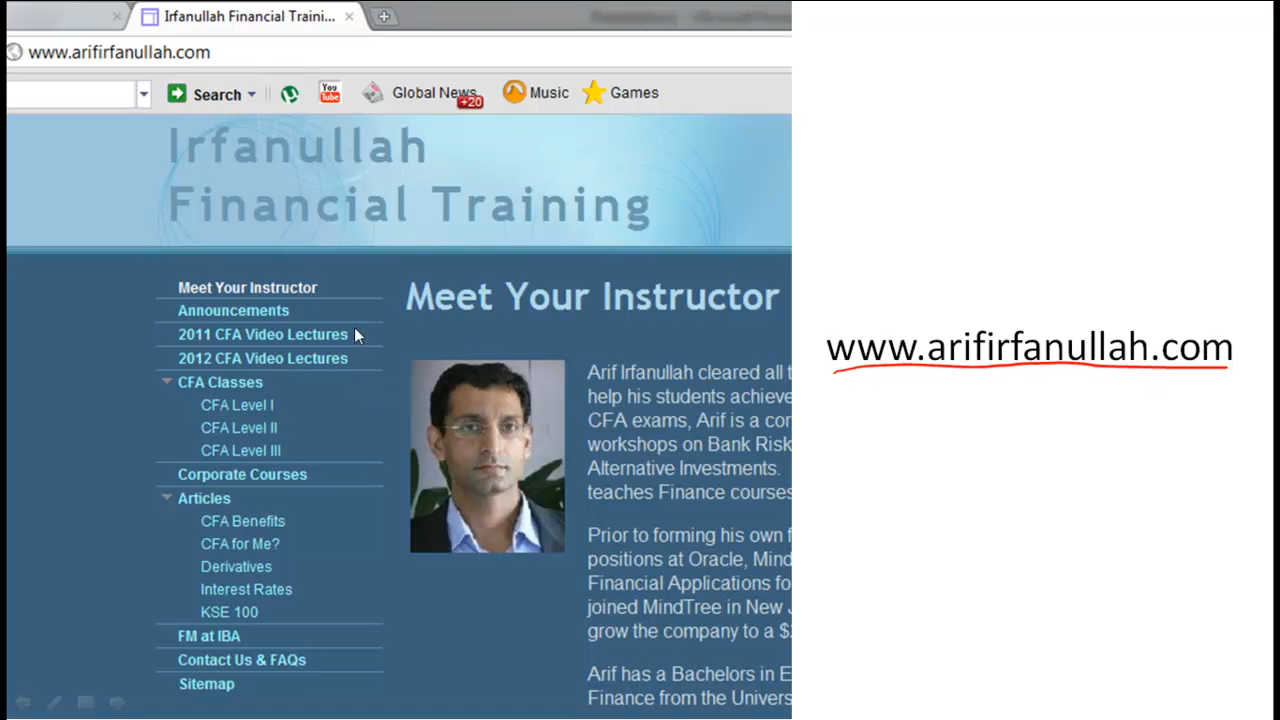 Irfanullah Financial Traini...
www.arifirfanullah.com
Search
You
Tube
Global News
+20
Music
Games
Irfanullah
Financial Training
Meet Your Instructor
Announcements
2011 CFA Video Lectures
2012 CFA Video Lectures
CFA Classes
CFA Level I
CFA Level II
CFA Level III
Corporate Courses
Articles
CFA Benefits
CFA for Me?
Derivatives
Interest Rates
KSE 100
FM at IBA
Contact Us & FAQs
Sitemap
Meet Your Instructor
Arif Irfanullah cleared all t
help his students achieve
CFA exams, Arif is a cor
workshops on Bank Risk
Alternative Investments.
teaches Finance courses
Prior to forming his own f
positions at Oracle, Mind
Financial Applications fo
joined MindTree in New J
grow the company to a $
Arif has a Bachelors in E
Finance from the Univers
www.arifirfanullah.com